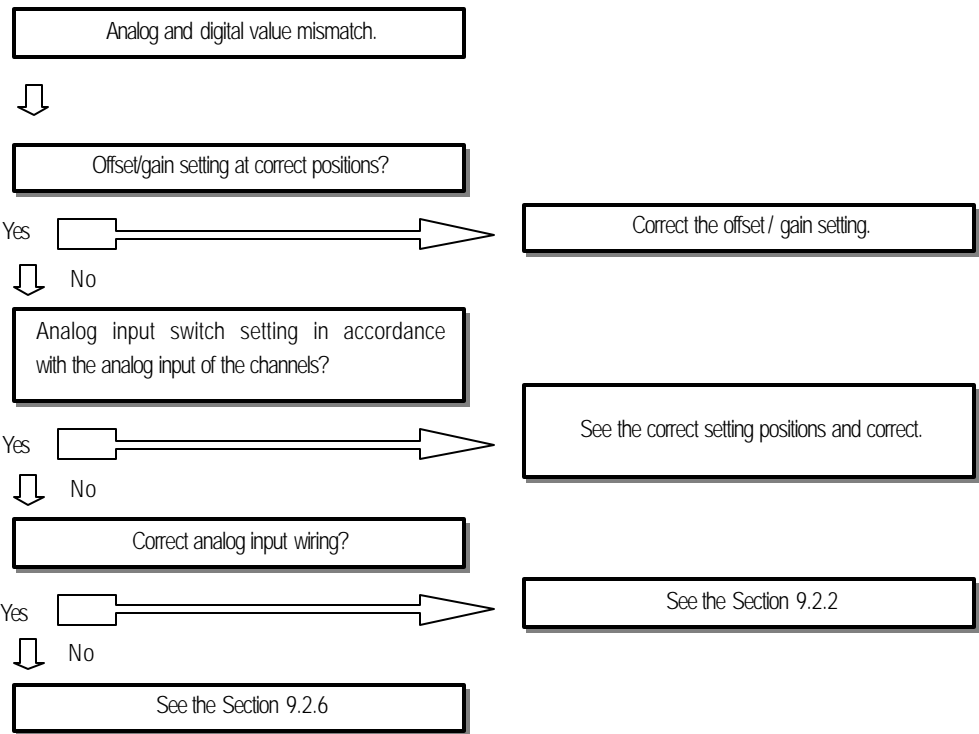 Analog and digital value mismatch.
Offset/gain setting at correct positions?
Yes
Correct the offset / gain setting.
No
Analog input switch setting in accordance
with the analog input of the channels?
See the correct setting positions and correct.
Yes
No
Correct analog input wiring?
Yes
See the Section 9.2.2
No
See the Section 9.2.6